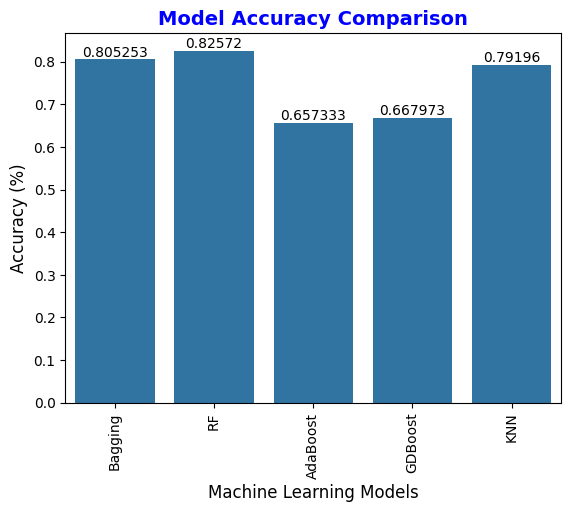 Model Accuracy Comparison
0.805253
0.82572
0.657333
0.667973
0.79196
Accuracy (%)
0.8
0.7
0.6
0.5
0.4
0.3
0.2
0.1
0.0
Bagging
RF
AdaBoost
GDBoost
KNN
Machine Learning Models